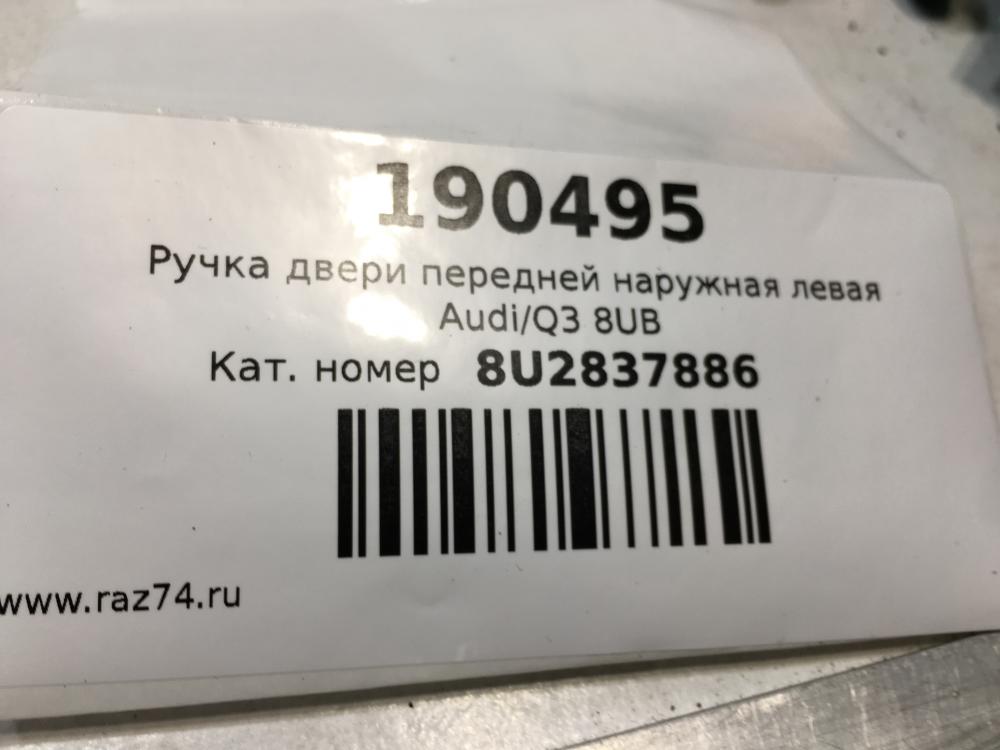 190495
Ручка двери передней наружная левая
Audi/Q3 8UB
Кат. номер 8U2837886
www.raz74.ru